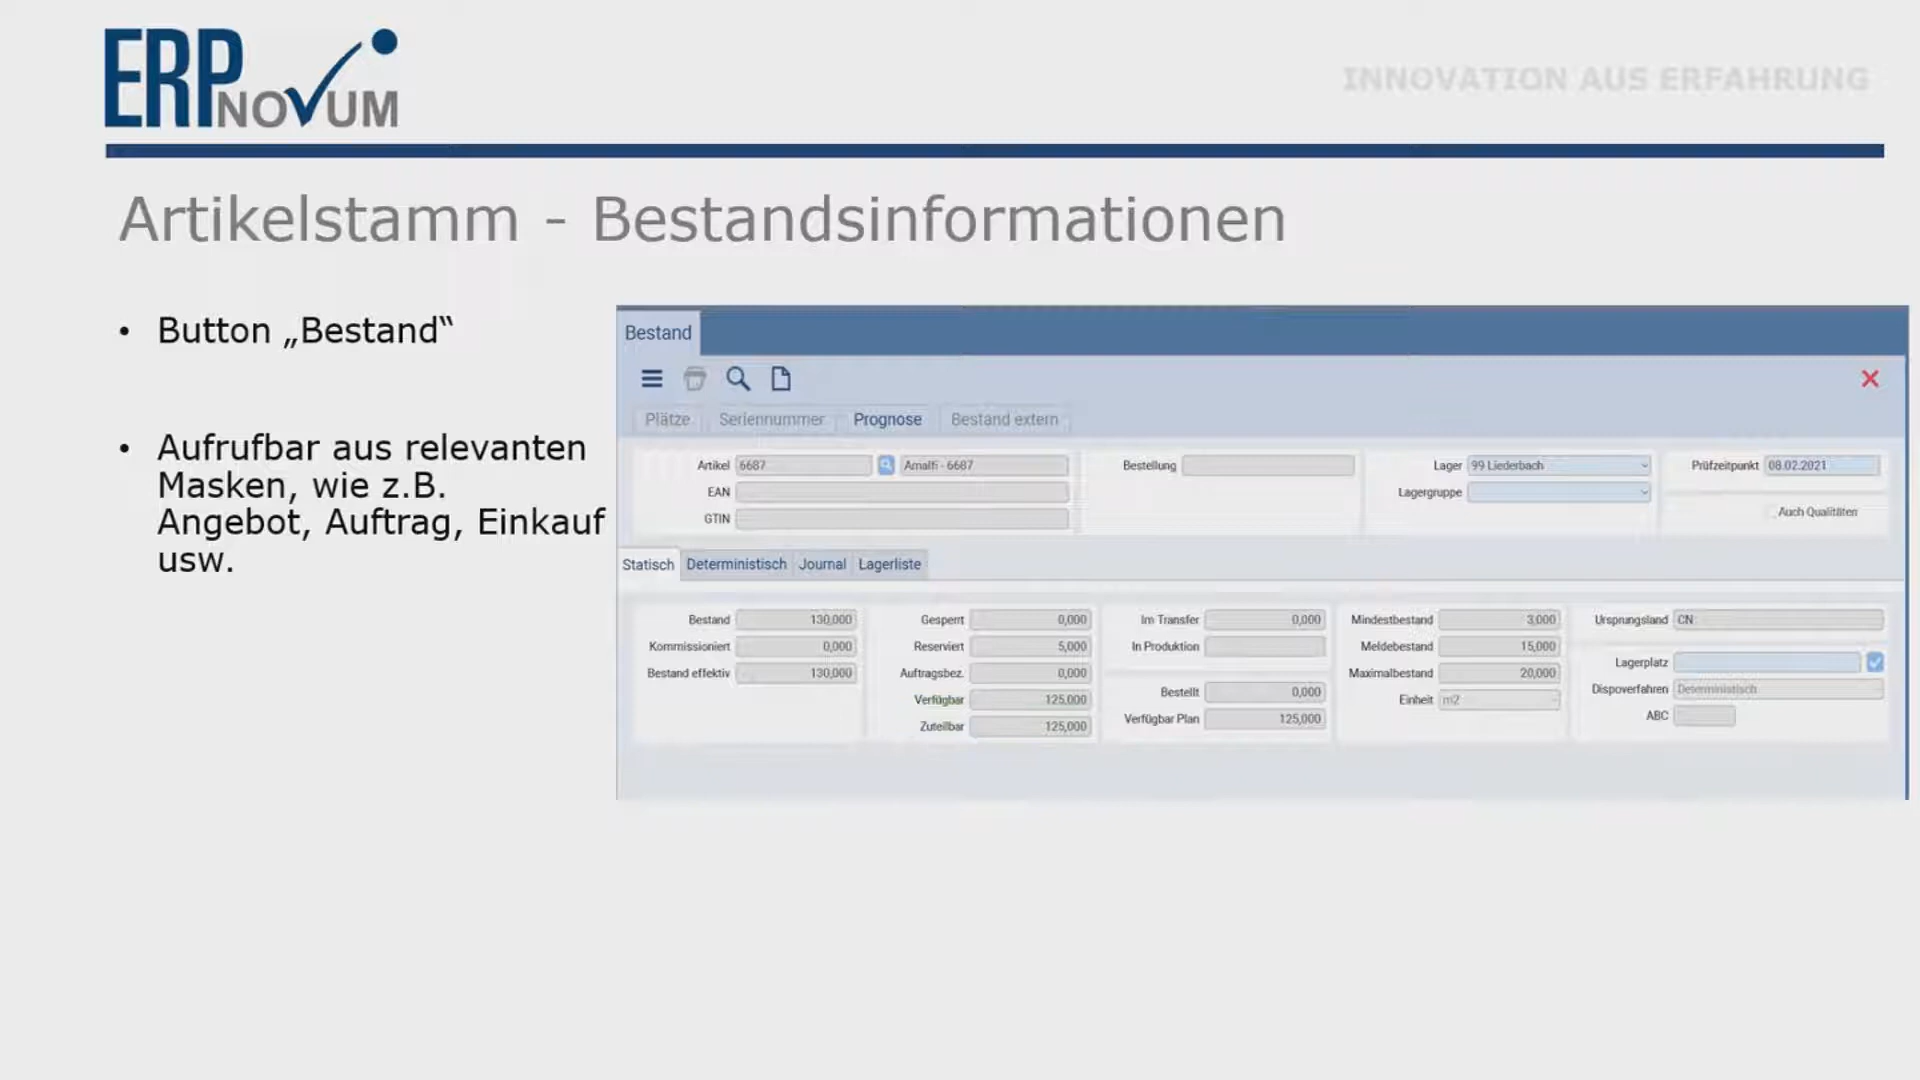 ERP NOVUM
INNOVATION AUS ERFAHRUNG
Artikelstamm - Bestandsinformationen
• Button „Bestand“
• Aufrufbar aus relevanten
Masken, wie z.B.
Angebot, Auftrag, Einkauf
usw.
Bestand
Plätze Seriennummer Prognose Bestand extern
Artikel 6687 Amalfi - 6687 Bestellung Lager 99 Liederbach Prüfzeitpunkt 08.02.2021
EAN Lagergruppe
GTIN Auch Qualitäten
Statisch Deterministisch Journal Lagerliste
Bestand 130,000 Gesperrt 0,000 Im Transfer 0,000 Mindestbestand 3,000 Ursprungsland CN
Kommissioniert 0,000 Reserviert 5,000 In Produktion Meldebestand 15,000 Lagerplatz
Bestand effektiv 130,000 Auftragsbez. 0,000 Bestellt 0,000 Maximalbestand 20,000 Dispoverfahren Deterministisch
Verfügbar 125,000 Verfügbar Plan 125,000 Einheit m2 ABC
Zuteilbar 125,000